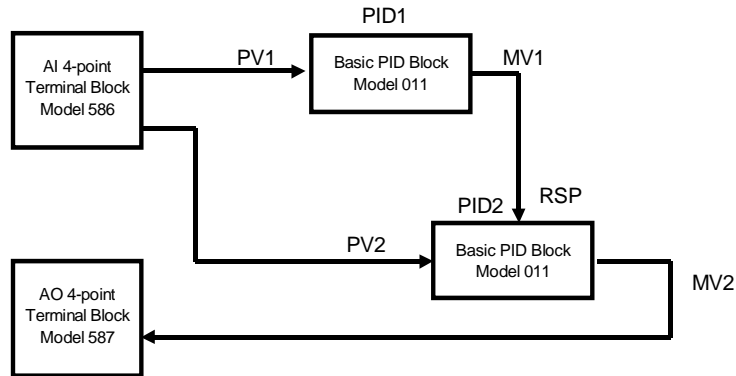 PID1
AI 4-point
Terminal Block
Model 586
PV1
Basic PID Block
Model 011
MV1
RSP
PID2
PV2
Basic PID Block
Model 011
MV2
AO 4-point
Terminal Block
Model 587